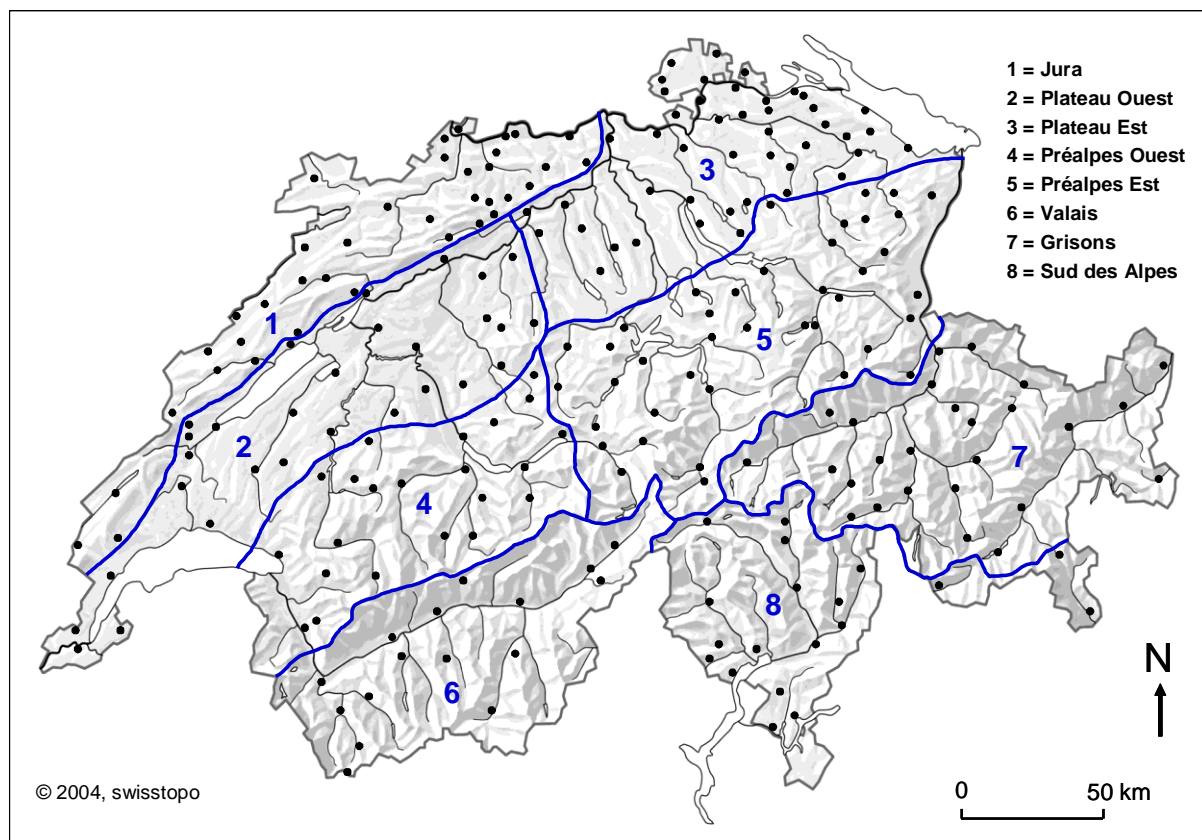 1 = Jura
2 = Plateau Ouest
3 = Plateau Est
4 = Préalpes Ouest
5 = Préalpes Est
6 = Valais
7 = Grisons
8 = Sud des Alpes
3
1
5
2
7
4
8
6
N
© 2004, swisstopo
0
50 km